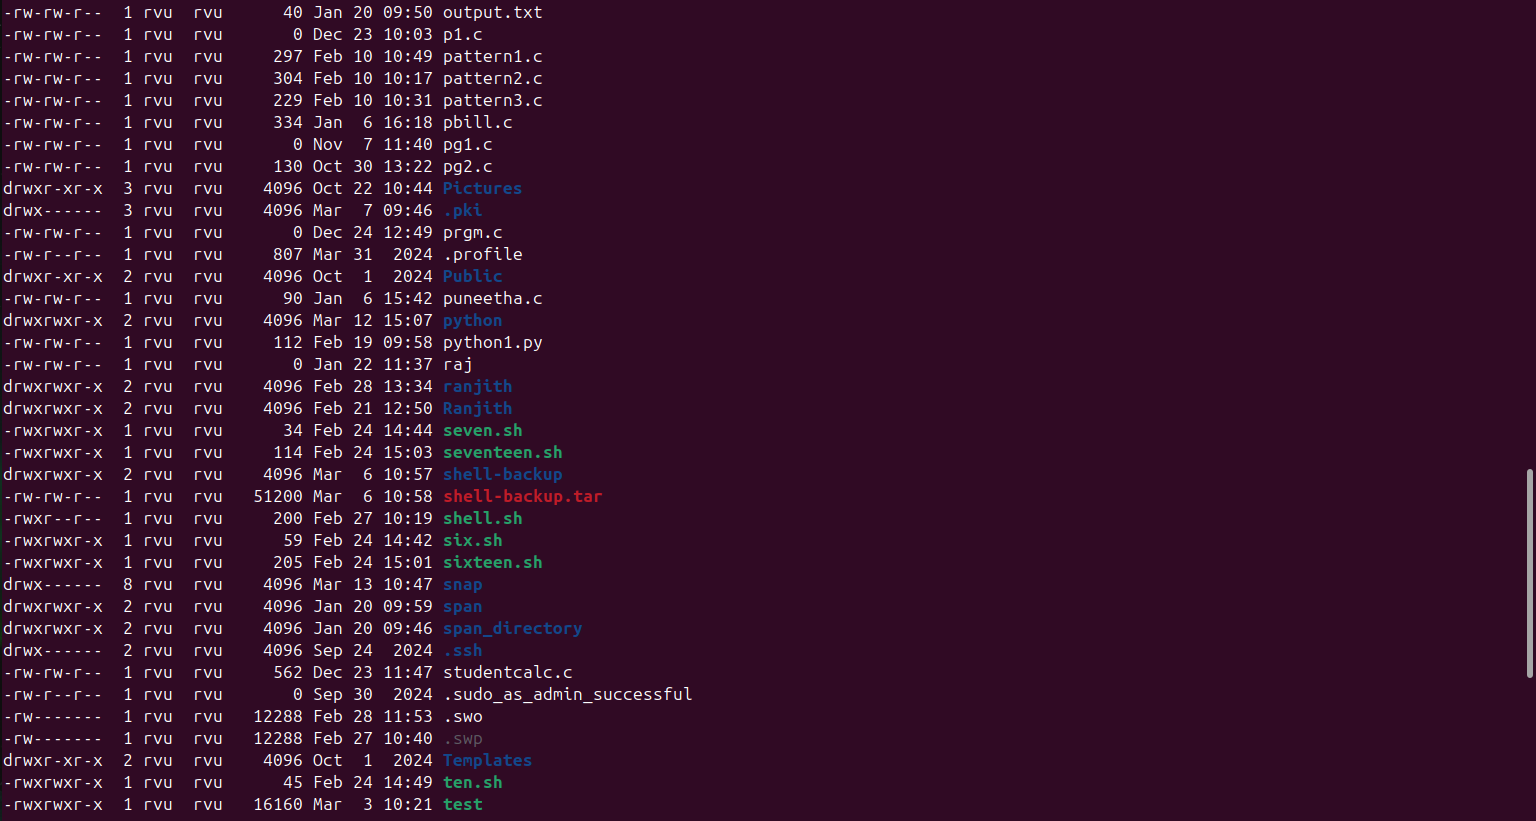 -rw-rw-r--  1 rvu  rvu      40 Jan 20 09:50 output.txt
-rw-rw-r--  1 rvu  rvu       0 Dec 23 10:03 p1.c
-rw-rw-r--  1 rvu  rvu     297 Feb 10 10:49 pattern1.c
-rw-rw-r--  1 rvu  rvu     304 Feb 10 10:17 pattern2.c
-rw-rw-r--  1 rvu  rvu     229 Feb 10 10:31 pattern3.c
-rw-rw-r--  1 rvu  rvu     334 Jan  6 16:18 pbill.c
-rw-rw-r--  1 rvu  rvu       0 Nov  7 11:40 pg1.c
-rw-rw-r--  1 rvu  rvu     130 Oct 30 13:22 pg2.c
drwxr-xr-x  3 rvu  rvu    4096 Oct 22 10:44 Pictures
drwx------  3 rvu  rvu    4096 Mar  7 09:46 .pki
-rw-rw-r--  1 rvu  rvu       0 Dec 24 12:49 prgm.c
-rw-r--r--  1 rvu  rvu     807 Mar 31  2024 .profile
drwxr-xr-x  2 rvu  rvu    4096 Oct  1  2024 Public
-rw-rw-r--  1 rvu  rvu      90 Jan  6 15:42 puneetha.c
drwxrwxr-x  2 rvu  rvu    4096 Mar 12 15:07 python
-rw-rw-r--  1 rvu  rvu     112 Feb 19 09:58 python1.py
-rw-rw-r--  1 rvu  rvu       0 Jan 22 11:37 raj
drwxrwxr-x  2 rvu  rvu    4096 Feb 28 13:34 ranjith
drwxrwxr-x  2 rvu  rvu    4096 Feb 21 12:50 Ranjith
-rwxrwxr-x  1 rvu  rvu      34 Feb 24 14:44 seven.sh
-rwxrwxr-x  1 rvu  rvu     114 Feb 24 15:03 seventeen.sh
drwxrwxr-x  2 rvu  rvu    4096 Mar  6 10:57 shell-backup
-rw-rw-r--  1 rvu  rvu   51200 Mar  6 10:58 shell-backup.tar
-rwxr--r--  1 rvu  rvu     200 Feb 27 10:19 shell.sh
-rwxrwxr-x  1 rvu  rvu      59 Feb 24 14:42 six.sh
-rwxrwxr-x  1 rvu  rvu     205 Feb 24 15:01 sixteen.sh
drwx------  8 rvu  rvu    4096 Mar 13 10:47 snap
drwxrwxr-x  2 rvu  rvu    4096 Jan 20 09:59 span
drwxrwxr-x  2 rvu  rvu    4096 Jan 20 09:46 span_directory
drwx------  2 rvu  rvu    4096 Sep 24  2024 .ssh
-rw-rw-r--  1 rvu  rvu     562 Dec 23 11:47 studentcalc.c
-rw-r--r--  1 rvu  rvu       0 Sep 30  2024 .sudo_as_admin_successful
-rw-------  1 rvu  rvu   12288 Feb 28 11:53 .swo
-rw-------  1 rvu  rvu   12288 Feb 27 10:40 .swp
drwxr-xr-x  2 rvu  rvu    4096 Oct  1  2024 Templates
-rwxrwxr-x  1 rvu  rvu      45 Feb 24 14:49 ten.sh
-rwxrwxr-x  1 rvu  rvu   16160 Mar  3 10:21 test